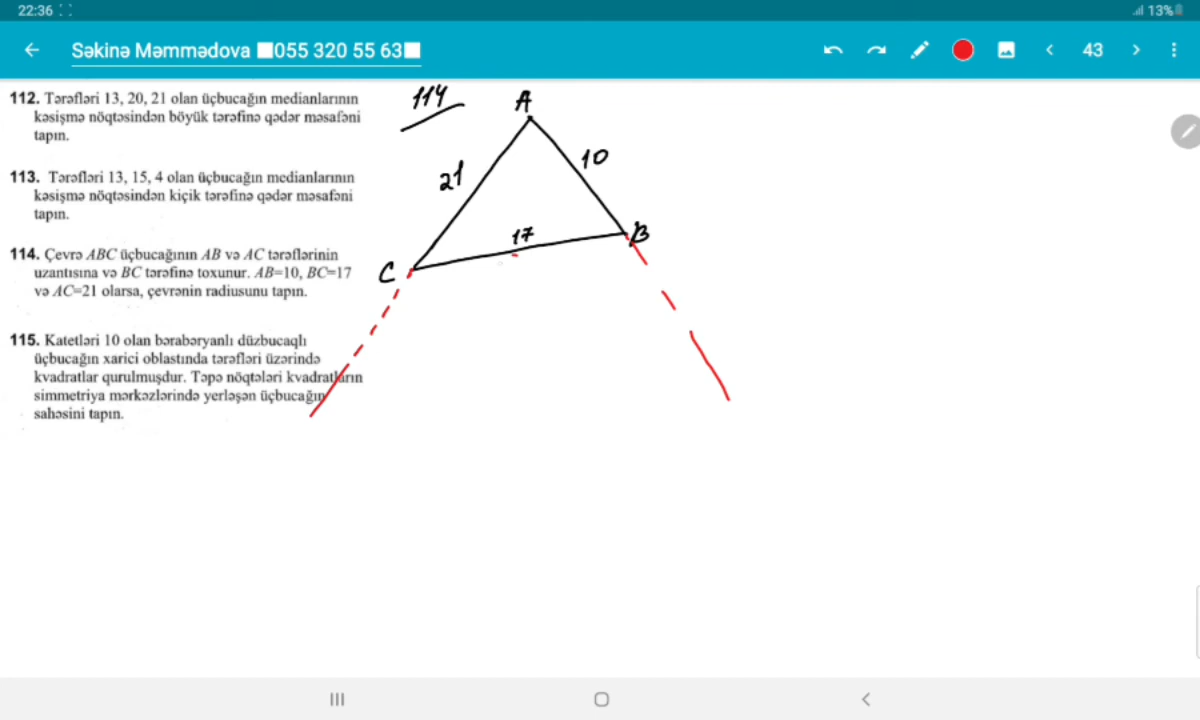 22:36
13%
Səkinə Məmmədova 055 320 55 63
43
112. Tərəfləri 13, 20, 21 olan üçbucağın medianlarının
kəsişmə nöqtəsindən böyük tərəfinə qədər məsafəni
tapın.
113. Tərəfləri 13, 15, 4 olan üçbucağın medianlarının
kəsişmə nöqtəsindən kiçik tərəfinə qədər məsafəni
tapın.
114. Çevrə ABC üçbucağının AB və AC tərəflərinin
uzantısına və BC tərəfinə toxunur. AB=10, BC=17
və AC=21 olarsa, çevrənin radiusunu tapın.
115. Katetləri 10 olan bərabəryanlı düzbucaqlı
üçbucağın xarici oblastında tərəfləri üzərində
kvadratlar qurulmuşdur. Təpə nöqtələri kvadratların
simmetriya mərkəzlərində yerləşən üçbucağın
sahəsini tapın.
114
A
21
10
17
B
C